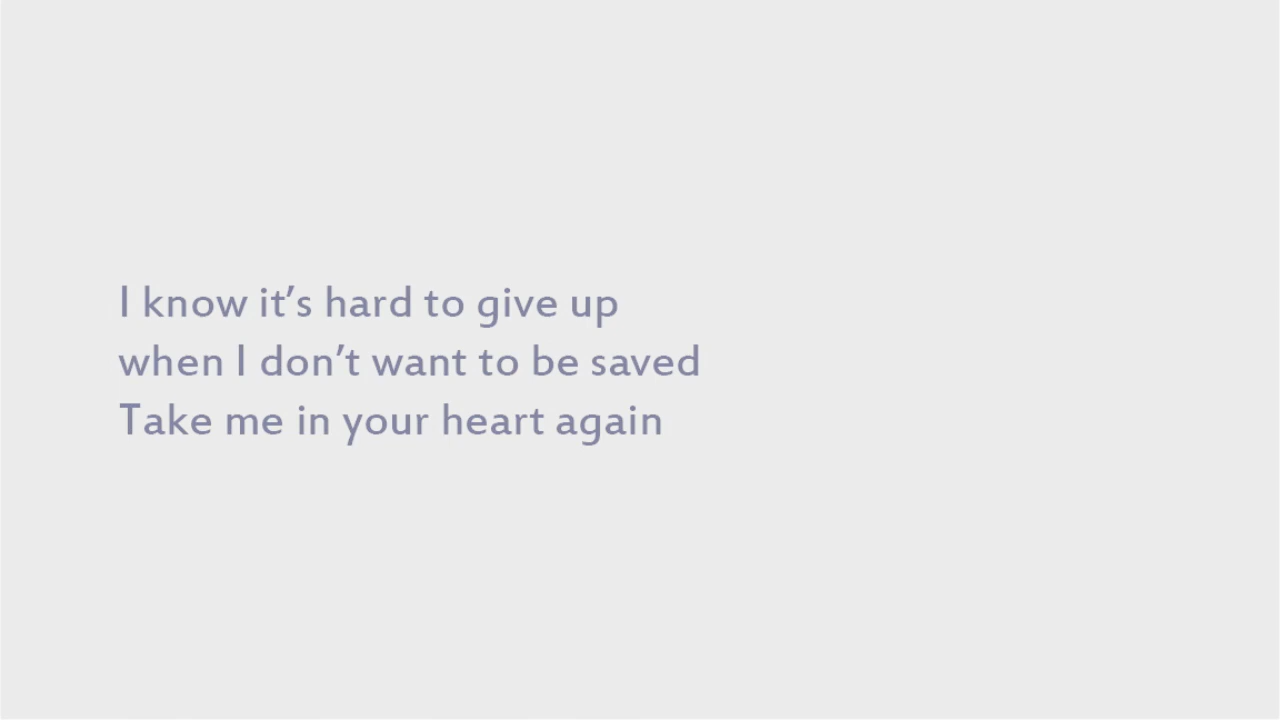 I know it’s hard to give up
when I don’t want to be saved
Take me in your heart again